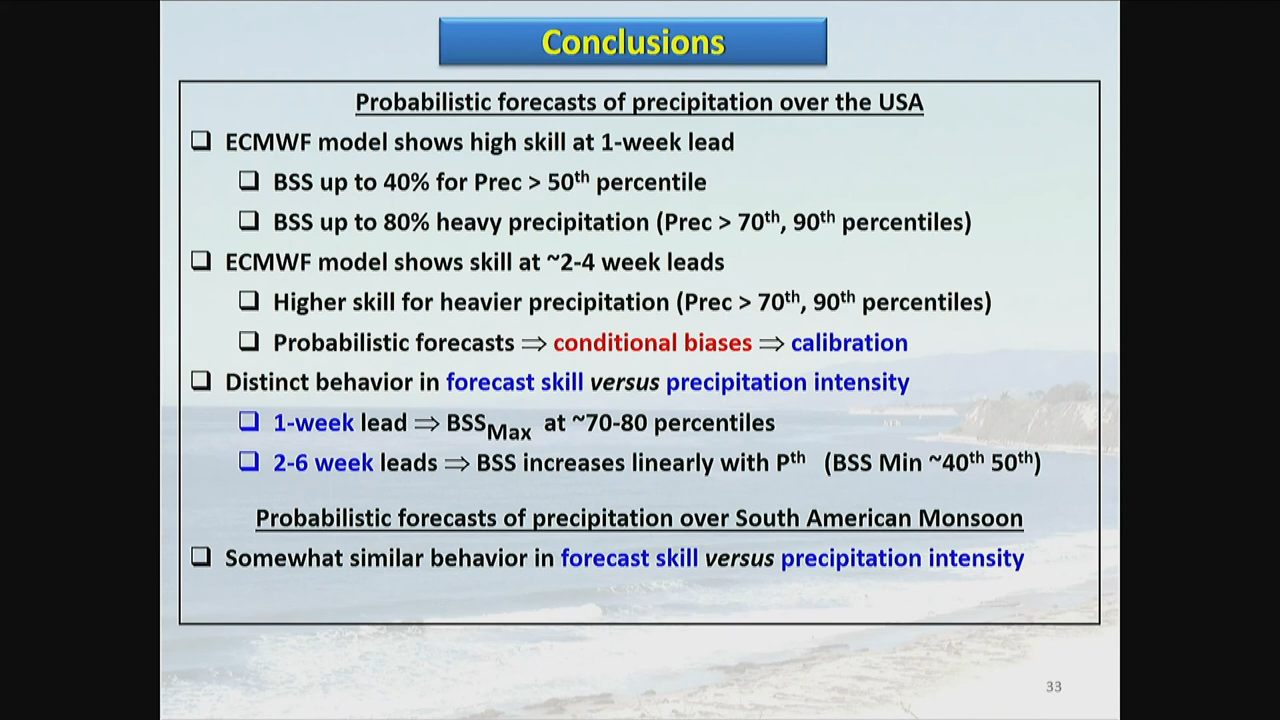 Conclusions
Probabilistic forecasts of precipitation over the USA
❑ ECMWF model shows high skill at 1-week lead
❑ BSS up to 40% for Prec > 50th percentile
❑ BSS up to 80% heavy precipitation (Prec > 70th, 90th percentiles)
❑ ECMWF model shows skill at ~2-4 week leads
❑ Higher skill for heavier precipitation (Prec > 70th, 90th percentiles)
❑ Probabilistic forecasts ⇒ conditional biases ⇒ calibration
❑ Distinct behavior in forecast skill versus precipitation intensity
❑ 1-week lead ⇒ BSSMax at ~70-80 percentiles
❑ 2-6 week leads ⇒ BSS increases linearly with Pth (BSS Min ~40th 50th)
Probabilistic forecasts of precipitation over South American Monsoon
❑ Somewhat similar behavior in forecast skill versus precipitation intensity
33